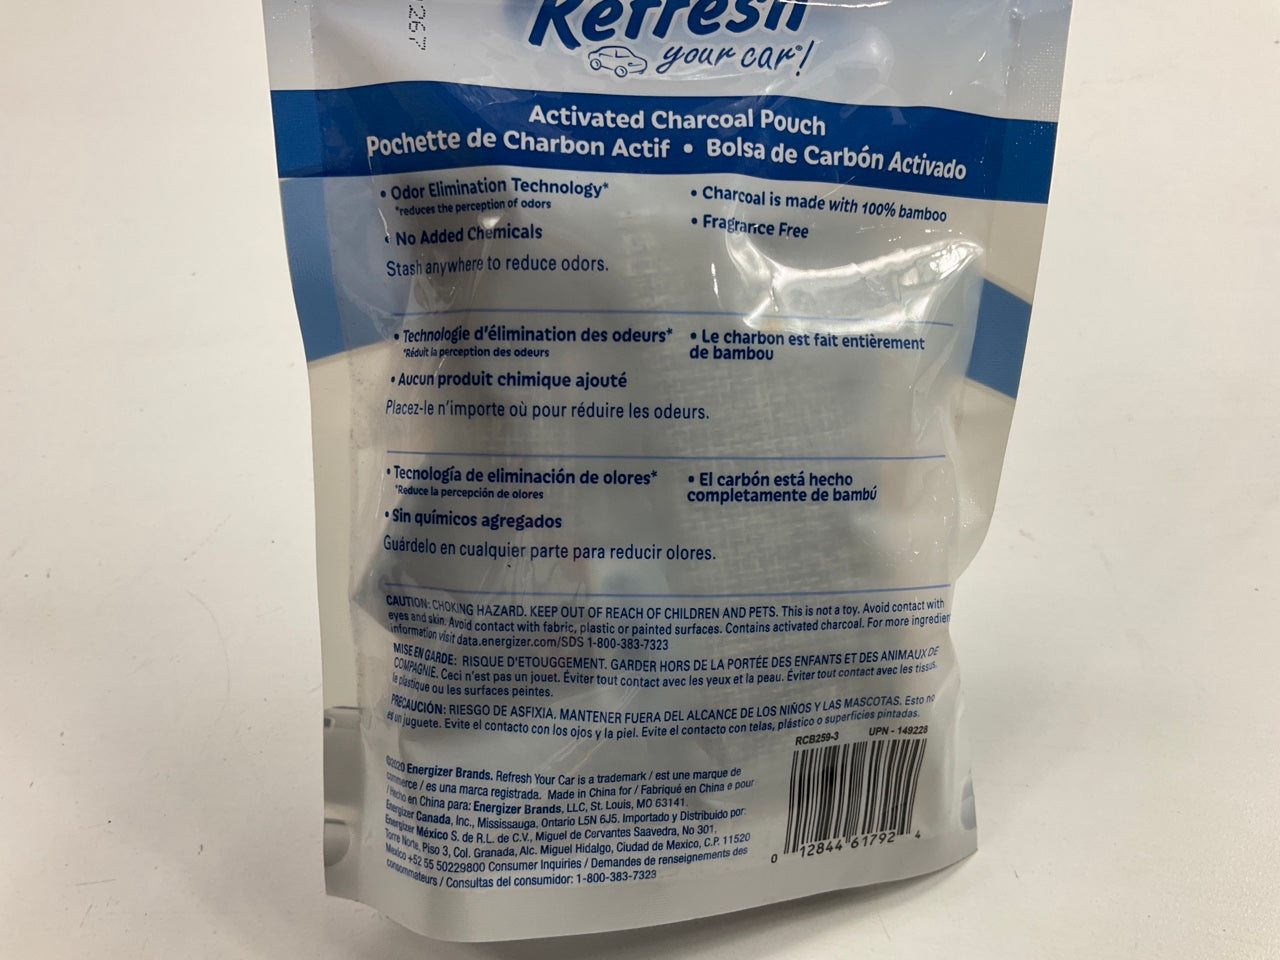 267
Refresh
your car®!
Activated Charcoal Pouch
Pochette de Charbon Actif • Bolsa de Carbón Activado
• Odor Elimination Technology*
*reduces the perception of odors
• No Added Chemicals
• Charcoal is made with 100% bamboo
• Fragrance Free
Stash anywhere to reduce odors.
• Technologie d'élimination des odeurs*
*Réduit la perception des odeurs
• Aucun produit chimique ajouté
• Le charbon est fait entièrement
de bambou
Placez-le n'importe où pour réduire les odeurs.
• Tecnología de eliminación de olores*
*Reduce la percepción de olores
• Sin químicos agregados
• El carbón está hecho
completamente de bambú
Guárdelo en cualquier parte para reducir olores.
CAUTION: CHOKING HAZARD. KEEP OUT OF REACH OF CHILDREN AND PETS. This is not a toy. Avoid contact with
eyes and skin. Avoid contact with fabric, plastic or painted surfaces. Contains activated charcoal. For more ingredien
information visit data.energizer.com/SDS 1-800-383-7323
MISE EN GARDE: RISQUE D'ETOUGGEMENT. GARDER HORS DE LA PORTÉE DES ENFANTS ET DES ANIMAUX DE
COMPAGNIE. Ceci n'est pas un jouet. Éviter tout contact avec les yeux et la peau. Éviter tout contact avec les tissus,
le plastique ou les surfaces peintes.
PRECAUCIÓN: RIESGO DE ASFIXIA. MANTENER FUERA DEL ALCANCE DE LOS NIÑOS Y LAS MASCOTAS. Esto no
es un juguete. Evite el contacto con los ojos y la piel. Evite el contacto con telas, plástico o superficies pintadas.
©2020 Energizer Brands. Refresh Your Car is a trademark / est une marque de
commerce / es una marca registrada. Made in China for / Fabriqué en China e pour
/ Hecho en China para: Energizer Brands, LLC, St. Louis, MO 63141.
Energizer Canada, Inc., Mississauga, Ontario L5N 6J5. Importado y Distribuido por:
Energizer México S. de R.L. de C.V., Miguel de Cervantes Saavedra, No 301,
Torre Norte, Piso 3, Col. Granada, Alc. Miguel Hidalgo, Ciudad de Mexico, C.P. 11520
Mexico +52 55 50229800 Consumer Inquiries / Demandes de renseignements des
consommateurs / Consultas del consumidor: 1-800-383-7323
RCB259-3 UPN - 149228
0 12844 61792 4